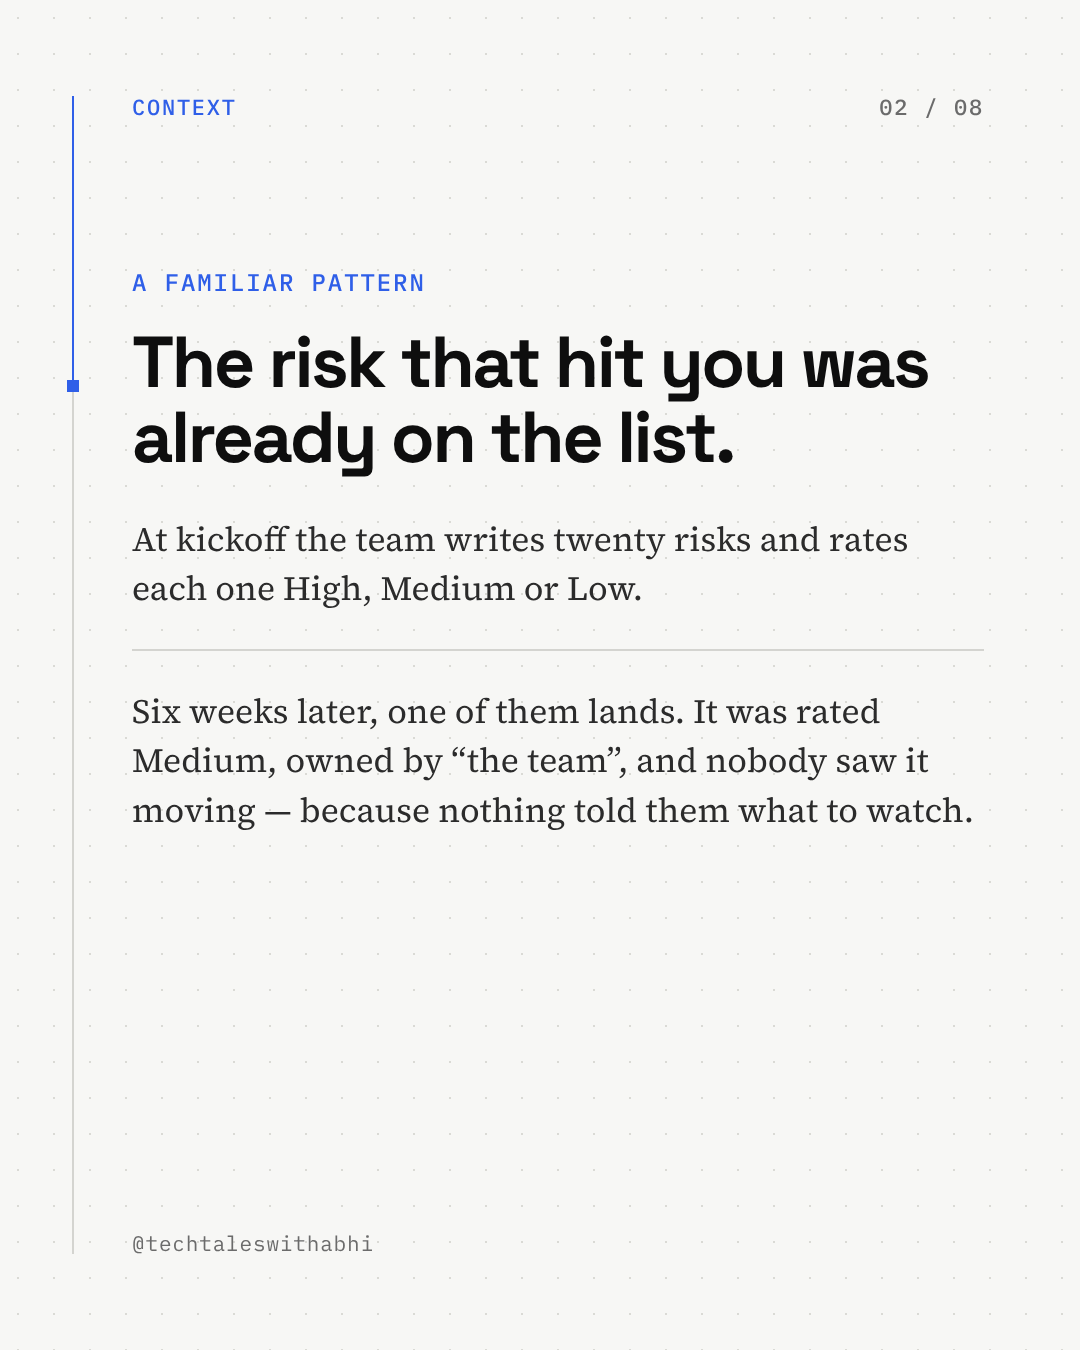 CONTEXT
02 / 08
A FAMILIAR PATTERN
The risk that hit you was
already on the list.
At kickoff the team writes twenty risks and rates
each one High, Medium or Low.
Six weeks later, one of them lands. It was rated
Medium, owned by “the team”, and nobody saw it
moving — because nothing told them what to watch.
@techtaleswithabhi